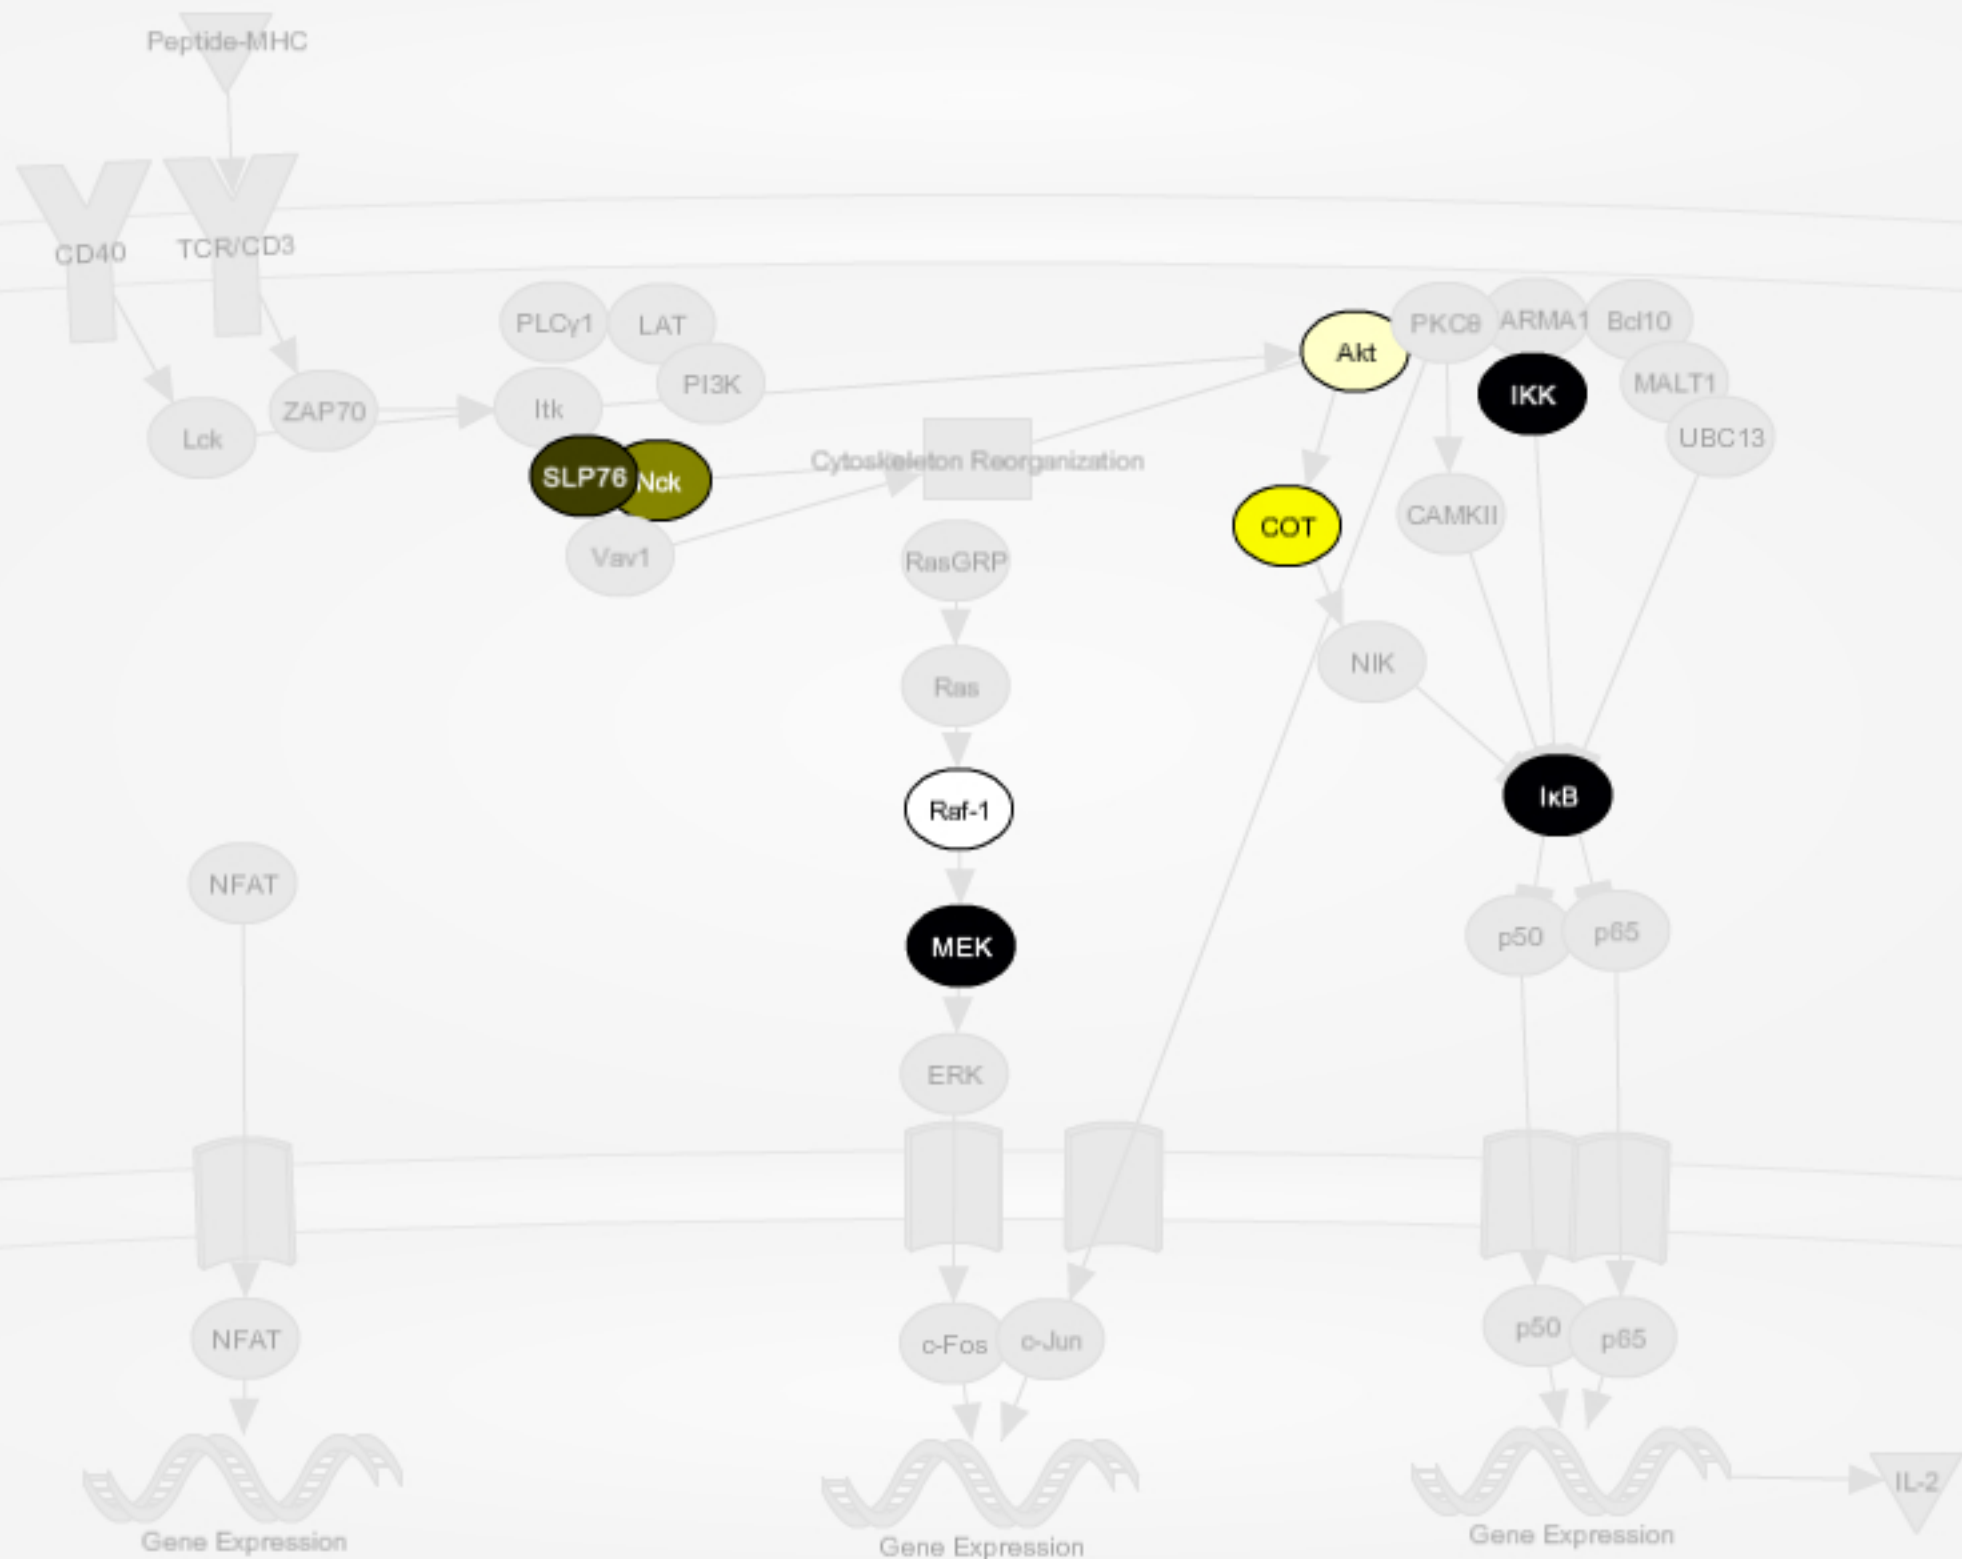 Peptide-MHC
CD40
TCR/CD3
PLCγ1
LAT
PI3K
Itk
ZAP70
Lck
SLP76
Nck
Vav1
Cytoskeleton Reorganization
Akt
PKCθ
ARMA1
Bcl10
IKK
MALT1
UBC13
COT
CAMKII
RasGRP
NIK
Ras
Raf-1
IκB
NFAT
MEK
p50
p65
ERK
NFAT
c-Fos
c-Jun
p50
p65
Gene Expression
Gene Expression
Gene Expression
IL-2